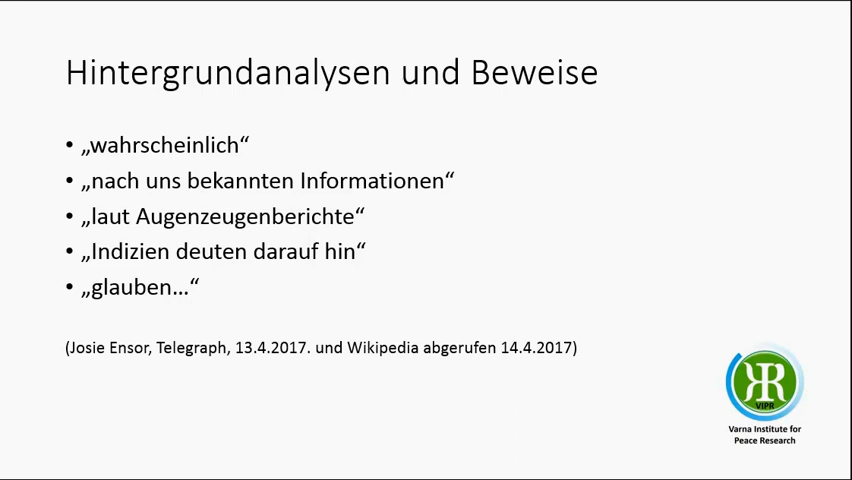 Hintergrundanalysen und Beweise
• „wahrscheinlich“
• „nach uns bekannten Informationen“
• „laut Augenzeugenberichte“
• „Indizien deuten darauf hin“
• „glauben…“
(Josie Ensor, Telegraph, 13.4.2017. und Wikipedia abgerufen 14.4.2017)
VIPR
Varna Institute for
Peace Research